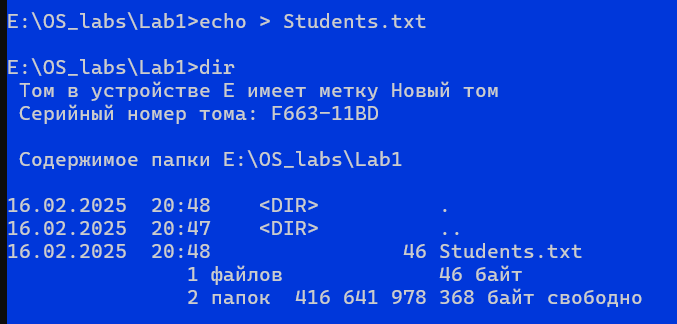 E:\OS_labs\Lab1>echo > Students.txt
E:\OS_labs\Lab1>dir
Том в устройстве E имеет метку Новый том
Серийный номер тома: F663-11BD
Содержимое папки E:\OS_labs\Lab1
16.02.2025  20:48    <DIR>          .
16.02.2025  20:47    <DIR>          ..
16.02.2025  20:48                46 Students.txt
1 файлов             46 байт
2 папок  416 641 978 368 байт свободно